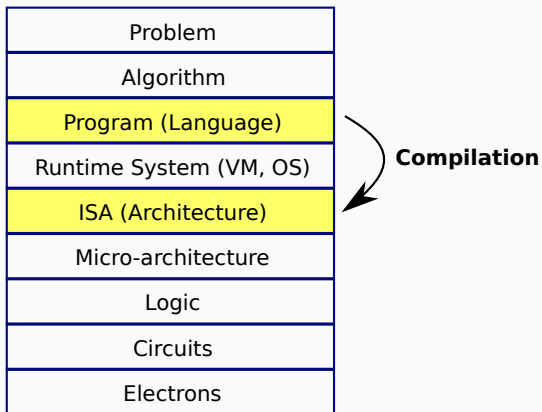 Problem
Algorithm
Program (Language)
Compilation
Runtime System (VM, OS)
ISA (Architecture)
Micro-architecture
Logic
Circuits
Electrons